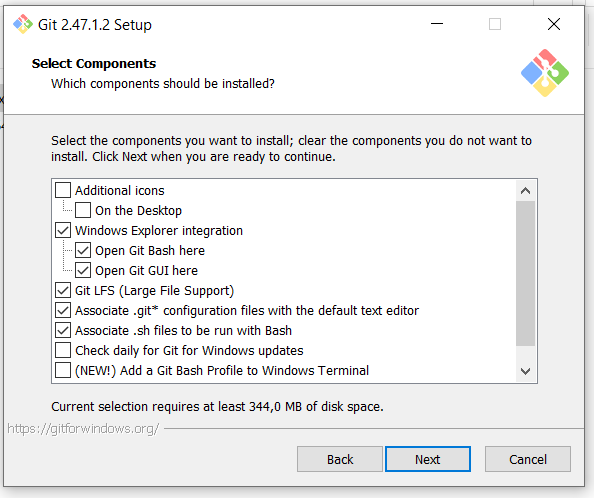 Git 2.47.1.2 Setup
Select Components
Which components should be installed?
Select the components you want to install; clear the components you do not want to
install. Click Next when you are ready to continue.
Additional icons
On the Desktop
Windows Explorer integration
Open Git Bash here
Open Git GUI here
Git LFS (Large File Support)
Associate .git* configuration files with the default text editor
Associate .sh files to be run with Bash
Check daily for Git for Windows updates
(NEW!) Add a Git Bash Profile to Windows Terminal
Current selection requires at least 344,0 MB of disk space.
https://gitforwindows.org/
Back Next Cancel